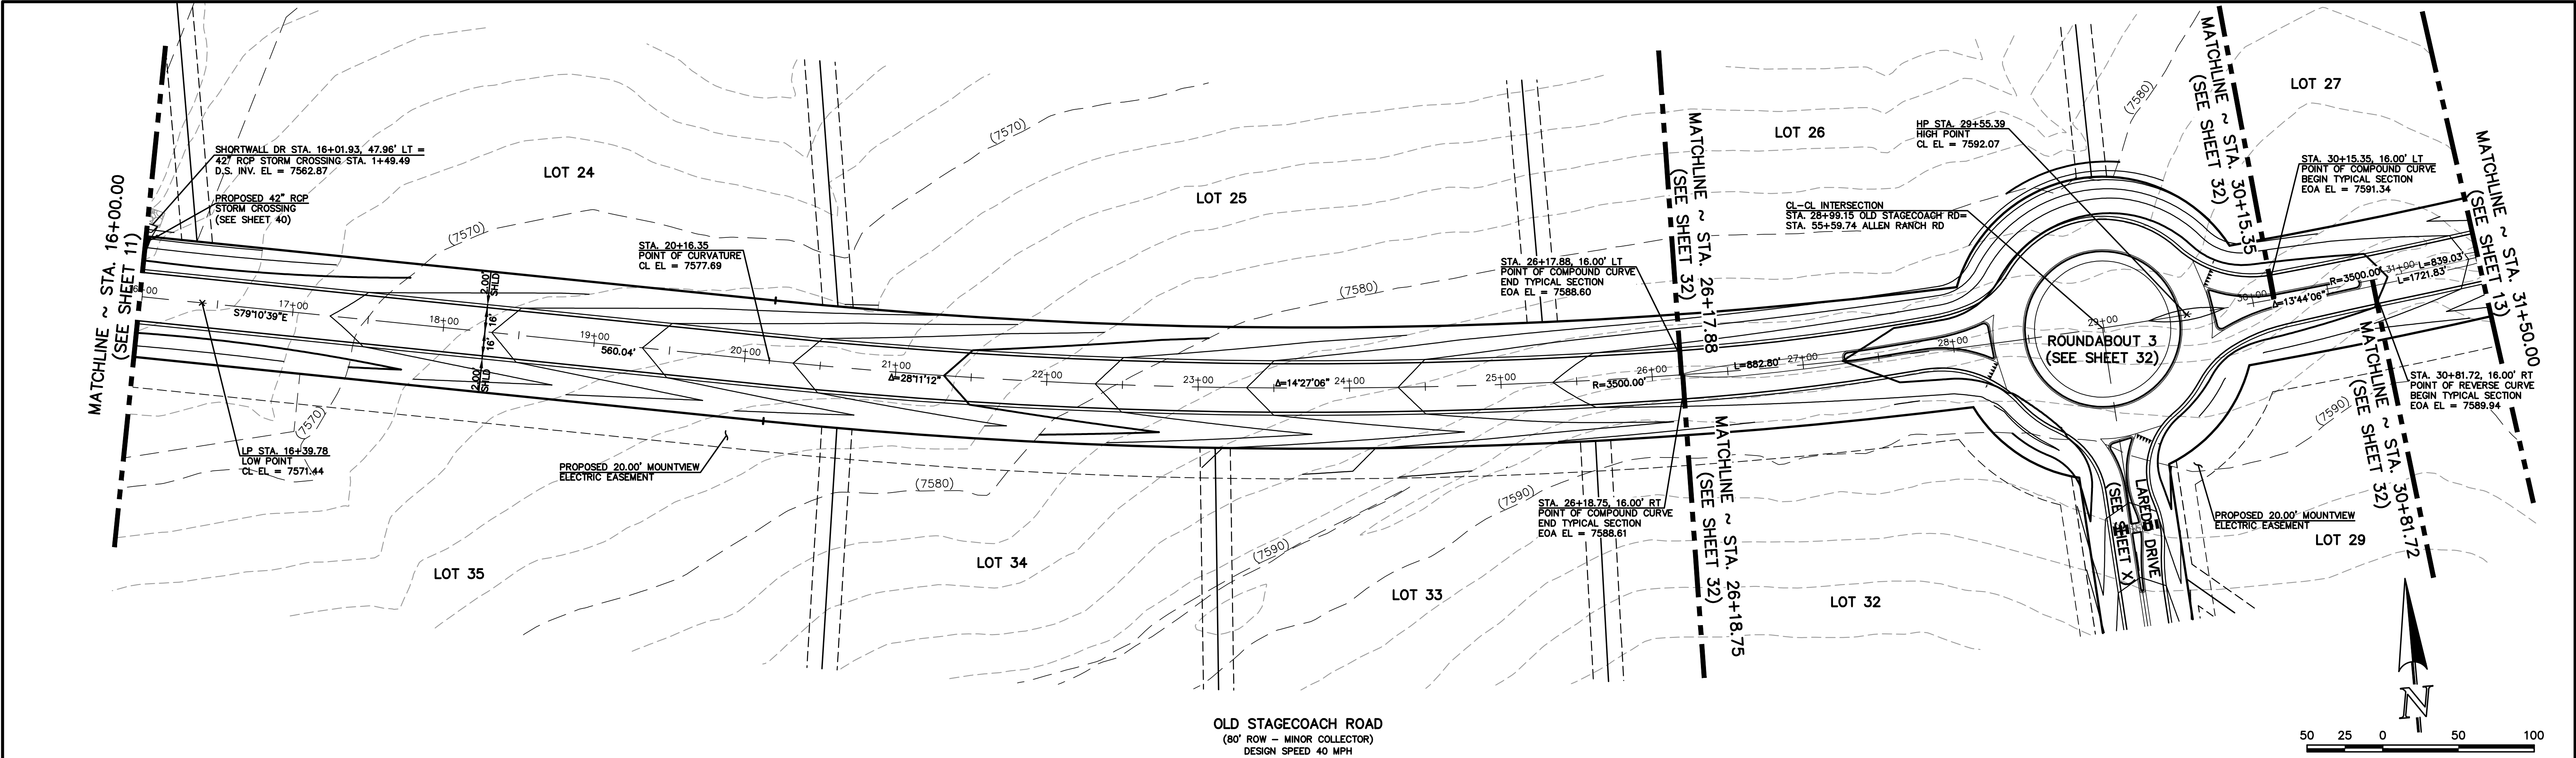 MATCHLINE ~ STA. 16+00.00
(SEE SHEET 11)
SHORTWALL DR STA. 16+01.93, 47.96' LT =
42" RCP STORM CROSSING STA. 1+49.49
D.S. INV. EL = 7562.87
PROPOSED 42" RCP
STORM CROSSING
(SEE SHEET 40)
LP STA. 16+39.78
LOW POINT
CL EL = 7571.44
LOT 24
(7570)
(7570)
(7570)
STA. 20+16.35
POINT OF CURVATURE
CL EL = 7577.69
LOT 25
16+00
17+00
S79°10'39"E
18+00
2.00'
SHLD
16'
16'
2.00'
SHLD
19+00
560.04'
20+00
21+00
Δ=28°11'12"
22+00
23+00
Δ=14°27'06"
24+00
25+00
R=3500.00'
26+00
L=882.80'
27+00
28+00
29+00
30+00
Δ=13°44'06"
R=3500.00'
31+00
L=839.03'
L=1721.83'
PROPOSED 20.00' MOUNTVIEW
ELECTRIC EASEMENT
LOT 35
LOT 34
(7580)
(7580)
(7590)
(7590)
LOT 33
STA. 26+17.88, 16.00' LT
POINT OF COMPOUND CURVE
END TYPICAL SECTION
EOA EL = 7588.60
MATCHLINE ~ STA. 26+17.88
(SEE SHEET 32)
STA. 26+18.75, 16.00' RT
POINT OF COMPOUND CURVE
END TYPICAL SECTION
EOA EL = 7588.61
MATCHLINE ~ STA. 26+18.75
(SEE SHEET 32)
LOT 26
CL-CL INTERSECTION
STA. 28+99.15 OLD STAGECOACH RD=
STA. 55+59.74 ALLEN RANCH RD
HP STA. 29+55.39
HIGH POINT
CL EL = 7592.07
(7580)
ROUNDABOUT 3
(SEE SHEET 32)
LOT 32
LAREDO DRIVE
(SEE SHEET X)
MATCHLINE ~ STA. 30+15.35
(SEE SHEET 32)
LOT 27
STA. 30+15.35, 16.00' LT
POINT OF COMPOUND CURVE
BEGIN TYPICAL SECTION
EOA EL = 7591.34
MATCHLINE ~ STA. 31+50.00
(SEE SHEET 13)
STA. 30+81.72, 16.00' RT
POINT OF REVERSE CURVE
BEGIN TYPICAL SECTION
EOA EL = 7589.94
(7590)
MATCHLINE ~ STA. 30+81.72
(SEE SHEET 32)
PROPOSED 20.00' MOUNTVIEW
ELECTRIC EASEMENT
LOT 29
N
OLD STAGECOACH ROAD
(80' ROW - MINOR COLLECTOR)
DESIGN SPEED 40 MPH
50 25 0 50 100